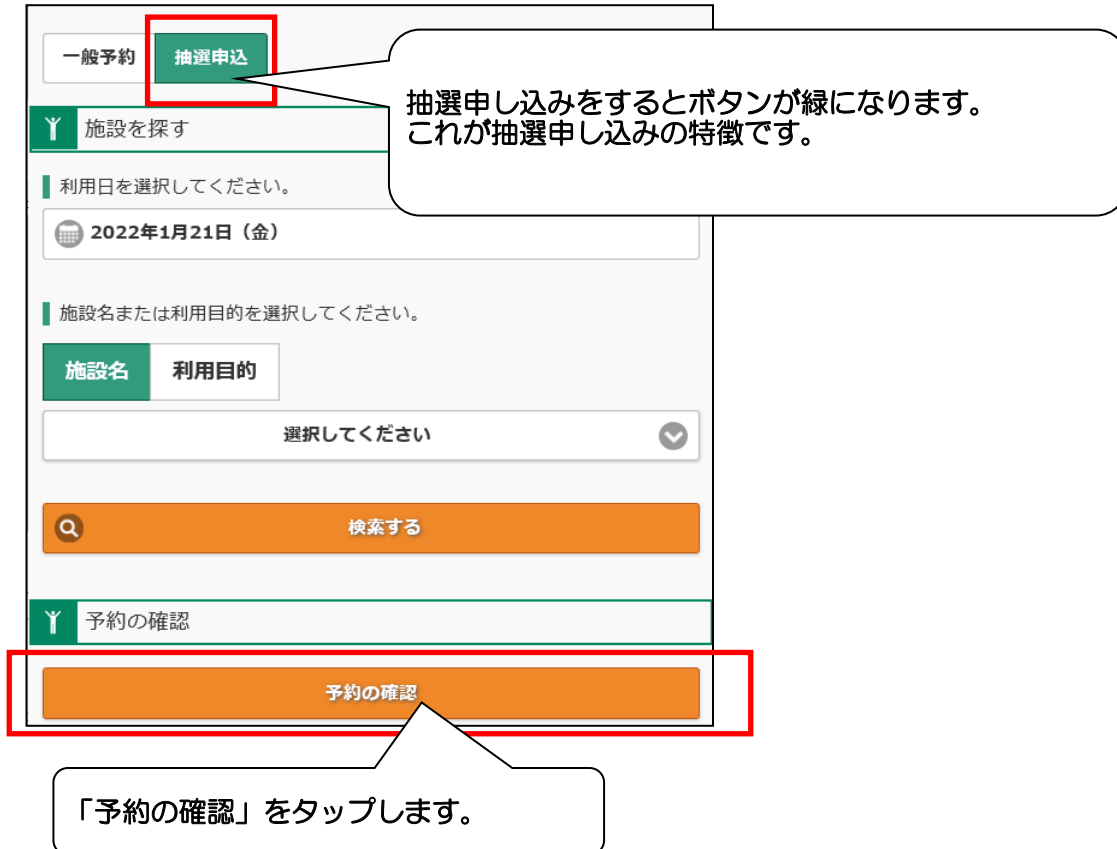 一般予約 抽選申込
抽選申し込みをするとボタンが緑になります。
これが抽選申し込みの特徴です。
施設を探す
利用日を選択してください。
2022年1月21日（金）
施設名または利用目的を選択してください。
施設名 利用目的
選択してください
検索する
予約の確認
予約の確認
「予約の確認」をタップします。